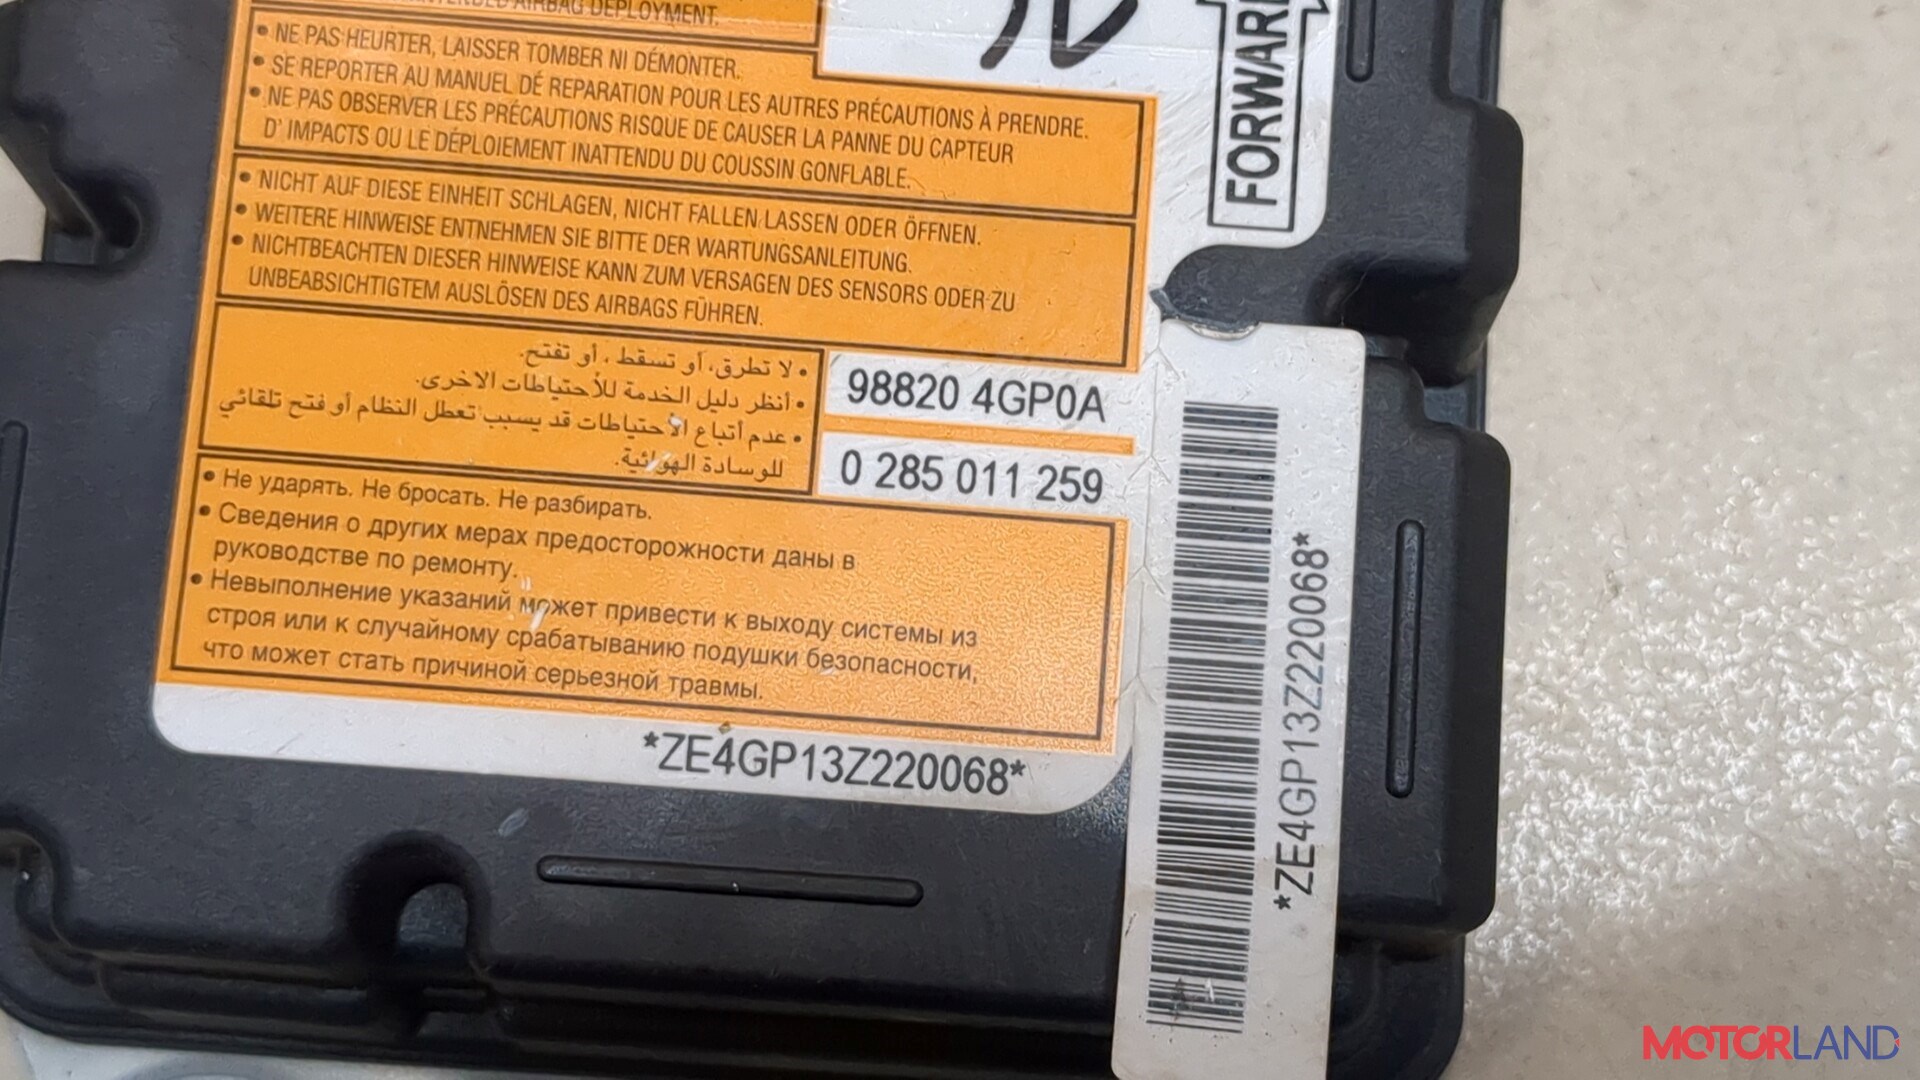 AIRBAG DEPLOYMENT.
• NE PAS HEURTER, LAISSER TOMBER NI DÉMONTER.
• SE REPORTER AU MANUEL DÉ REPARATION POUR LES AUTRES PRÉCAUTIONS À PRENDRE.
• NE PAS OBSERVER LES PRÉCAUTIONS RISQUE DE CAUSER LA PANNE DU CAPTEUR
D' IMPACTS OU LE DÉPLOIEMENT INATTENDU DU COUSSIN GONFLABLE.
• NICHT AUF DIESE EINHEIT SCHLAGEN, NICHT FALLEN LASSEN ODER ÖFFNEN.
• WEITERE HINWEISE ENTNEHMEN SIE BITTE DER WARTUNGSANLEITUNG.
• NICHTBEACHTEN DIESER HINWEISE KANN ZUM VERSAGEN DES SENSORS ODER ZU
UNBEABSICHTIGTEM AUSLÖSEN DES AIRBAGS FÜHREN.
• لا تطرق، أو تسقط ، أو تفتح.
• أنظر دليل الخدمة للأحتياطات الاخرى.
• عدم أتباع الأحتياطات قد يسبب تعطل النظام أو فتح تلقائي
للوسادة الهوائية.
98820 4GP0A
0 285 011 259
• Не ударять. Не бросать. Не разбирать.
• Сведения о других мерах предосторожности даны в
руководстве по ремонту.
• Невыполнение указаний может привести к выходу системы из
строя или к случайному срабатыванию подушки безопасности,
что может стать причиной серьезной травмы.
*ZE4GP13Z220068*
FORWARD
*ZE4GP13Z220068*
MOTORLAND